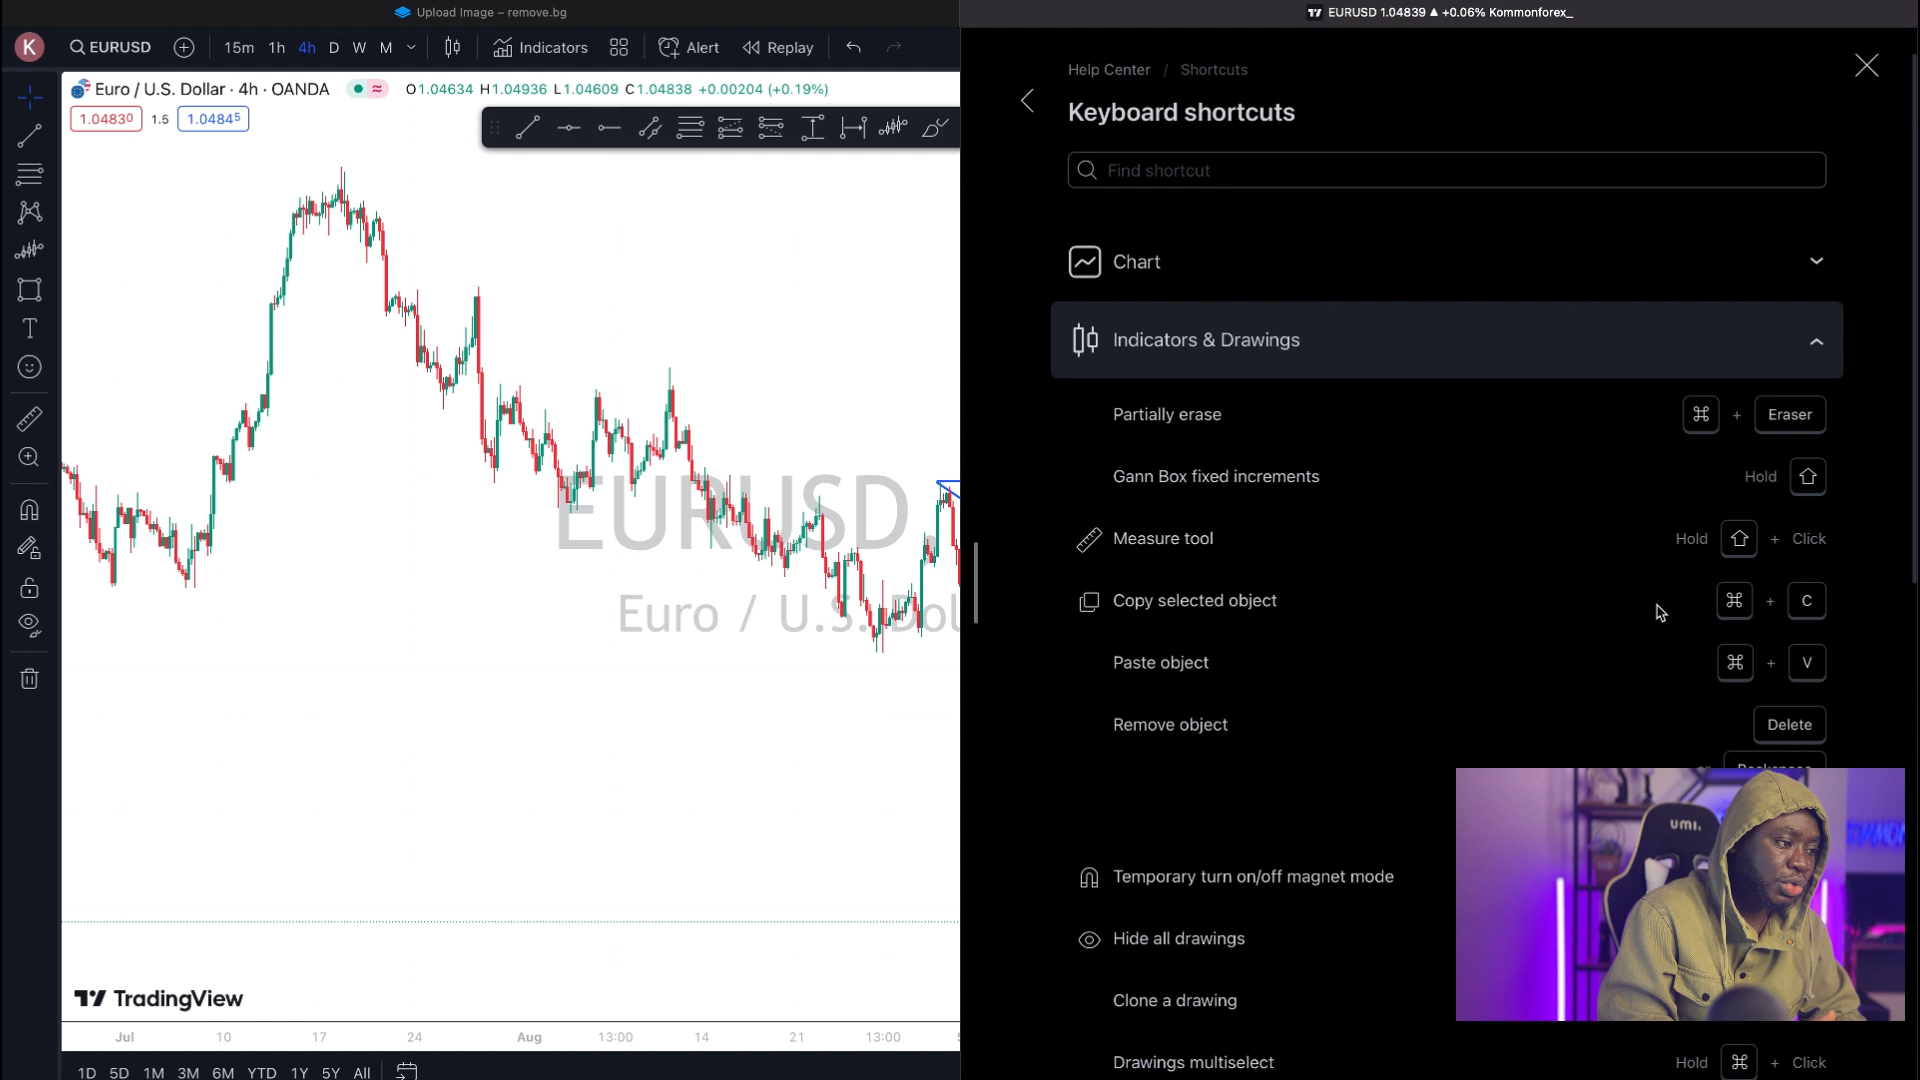 Upload Image – remove.bg
EURUSD 1.04839 ▲ +0.06% Kommonforex_
K
EURUSD
15m 1h 4h D W M
Indicators
Alert
Replay
Euro / U.S. Dollar · 4h · OANDA
O1.04634 H1.04936 L1.04609 C1.04838 +0.00204 (+0.19%)
1.04830 1.5 1.04845
EURUSD,
Euro / U.S. Dol
TradingView
Jul 10 17 24 Aug 13:00 14 21 13:00
1D 5D 1M 3M 6M YTD 1Y 5Y All
Help Center / Shortcuts
Keyboard shortcuts
Find shortcut
Chart
Indicators & Drawings
Partially erase ⌘ + Eraser
Gann Box fixed increments Hold ⇧
Measure tool Hold ⇧ + Click
Copy selected object ⌘ + C
Paste object ⌘ + V
Remove object Delete
Backspace
Temporary turn on/off magnet mode
Hide all drawings
Clone a drawing
Drawings multiselect Hold ⌘ + Click
umi.